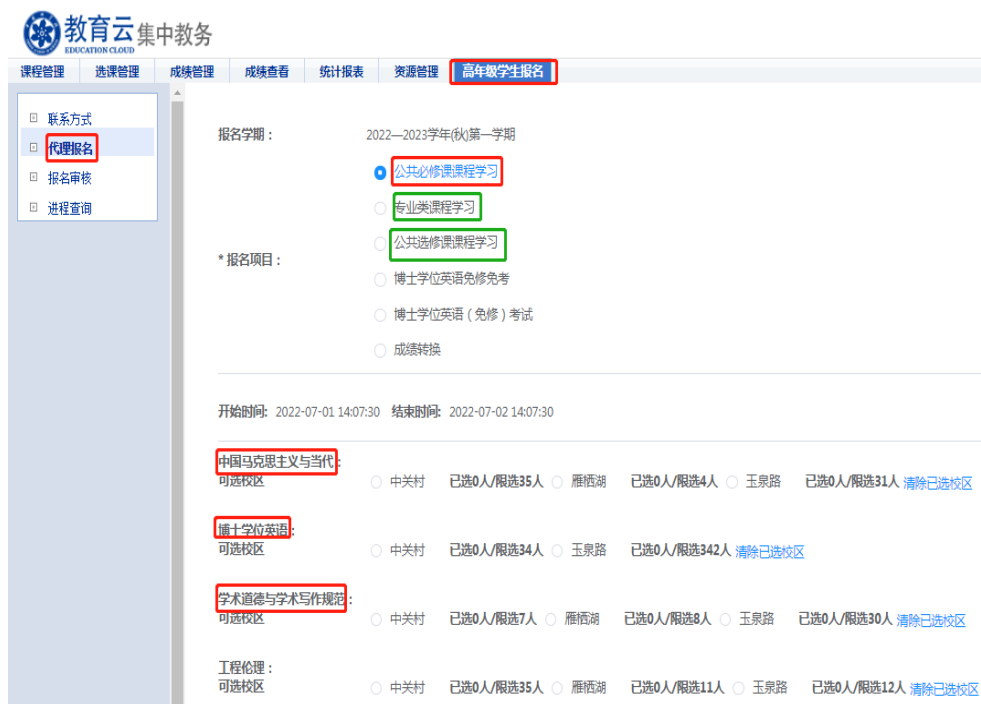 教育云 集中教务
EDUCATION CLOUD
课程管理 选课管理 成绩管理 成绩查看 统计报表 资源管理 高年级学生报名
联系方式
代理报名
报名审核
进程查询
报名学期： 2022—2023学年(秋)第一学期
公共必修课课程学习
专业类课程学习
公共选修课课程学习
*报名项目：
博士学位英语免修免考
博士学位英语（免修）考试
成绩转换
开始时间: 2022-07-01 14:07:30 结束时间: 2022-07-02 14:07:30
中国马克思主义与当代：
可选校区 中关村 已选0人/限选35人 雁栖湖 已选0人/限选4人 玉泉路 已选0人/限选31人 清除已选校区
博士学位英语：
可选校区 中关村 已选0人/限选34人 玉泉路 已选0人/限选342人 清除已选校区
学术道德与学术写作规范：
可选校区 中关村 已选0人/限选7人 雁栖湖 已选0人/限选8人 玉泉路 已选0人/限选30人 清除已选校区
工程伦理：
可选校区 中关村 已选0人/限选35人 雁栖湖 已选0人/限选11人 玉泉路 已选0人/限选12人 清除已选校区